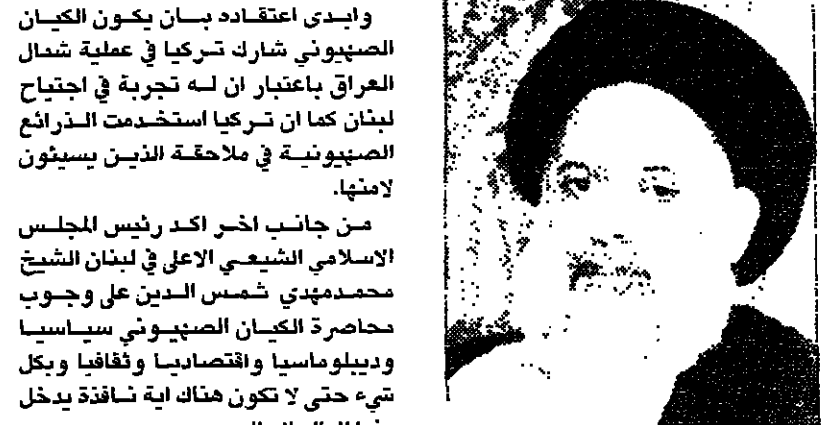 وابدى اعتقاده بان يكون الكيان
الصهيوني شارك تركيا في عملية شمال
العراق باعتبار ان له تجربة في اجتياح
لبنان كما ان تركيا استخدمت الذرائع
الصهيونية في ملاحقة الذين يسيئون
لامنها.
من جانب اخر اكد رئيس المجلس
الاسلامي الشيعي الاعلى في لبنان الشيخ
محمدمهدي شمس الدين على وجوب
محاصرة الكيان الصهيوني سياسيا
وديبلوماسيا واقتصاديا وثقافيا وبكل
شيء حتى لا تكون هناك اية نافذة يدخل